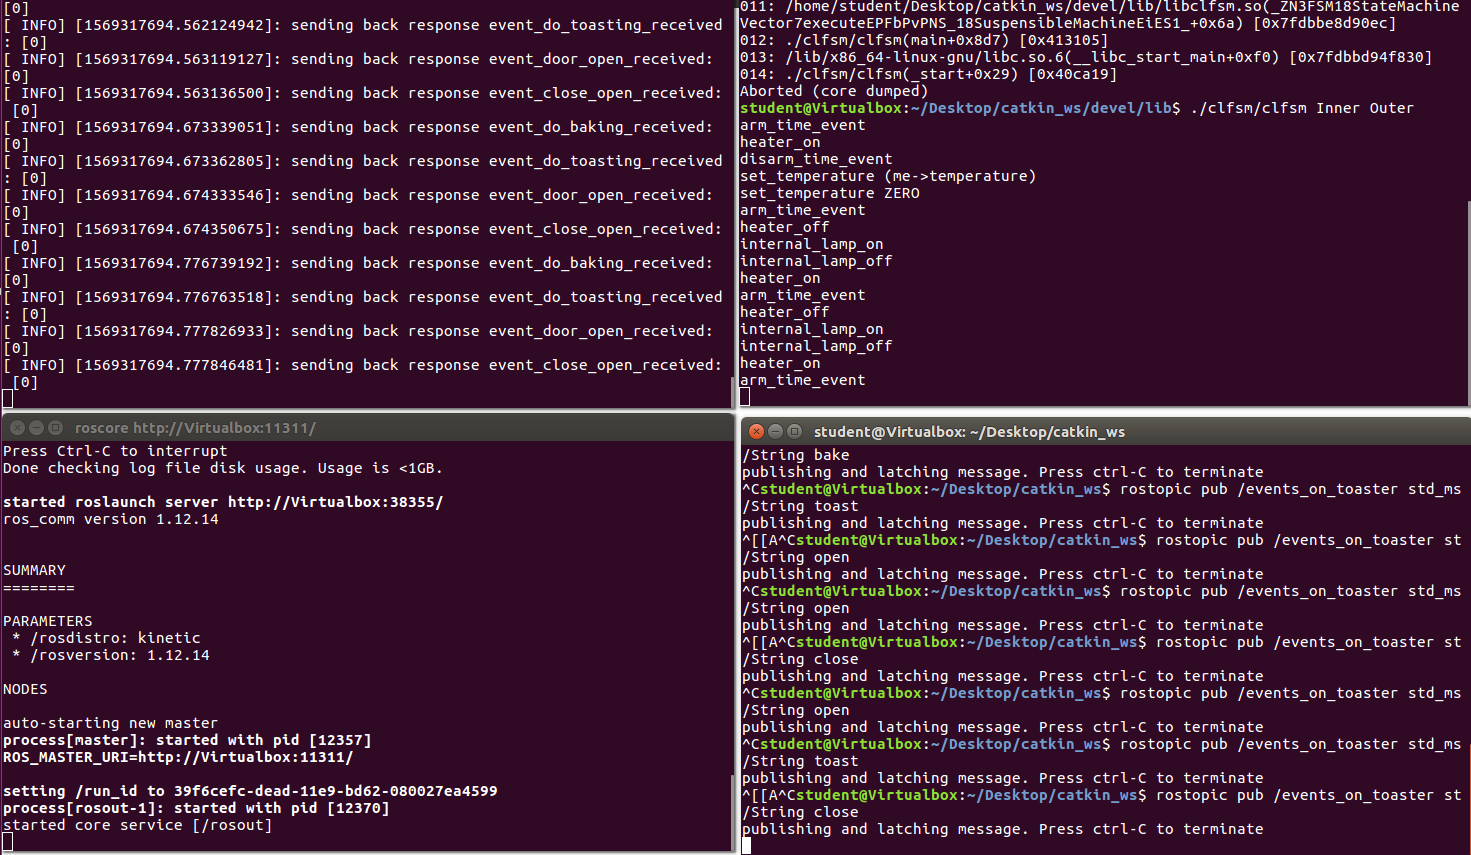 [0]
[ INFO] [1569317694.562124942]: sending back response event_do_toasting_received
: [0]
[ INFO] [1569317694.563119127]: sending back response event_door_open_received:
[0]
[ INFO] [1569317694.563136500]: sending back response event_close_open_received:
 [0]
[ INFO] [1569317694.673339051]: sending back response event_do_baking_received:
[0]
[ INFO] [1569317694.673362805]: sending back response event_do_toasting_received
: [0]
[ INFO] [1569317694.674333546]: sending back response event_door_open_received:
[0]
[ INFO] [1569317694.674350675]: sending back response event_close_open_received:
 [0]
[ INFO] [1569317694.776739192]: sending back response event_do_baking_received:
[0]
[ INFO] [1569317694.776763518]: sending back response event_do_toasting_received
: [0]
[ INFO] [1569317694.777826933]: sending back response event_door_open_received:
[0]
[ INFO] [1569317694.777846481]: sending back response event_close_open_received:
 [0]
011: /home/student/Desktop/catkin_ws/devel/lib/libclfsm.so(_ZN3FSM18StateMachine
Vector7executeEPFbPvPNS_18SuspensibleMachineEiES1_+0x6a) [0x7fdbbe8d90ec]
012: ./clfsm/clfsm(main+0x8d7) [0x413105]
013: /lib/x86_64-linux-gnu/libc.so.6(__libc_start_main+0xf0) [0x7fdbbd94f830]
014: ./clfsm/clfsm(_start+0x29) [0x40ca19]
Aborted (core dumped)
student@Virtualbox:~/Desktop/catkin_ws/devel/lib$ ./clfsm/clfsm Inner Outer
arm_time_event
heater_on
disarm_time_event
set_temperature (me->temperature)
set_temperature ZERO
arm_time_event
heater_off
internal_lamp_on
internal_lamp_off
heater_on
arm_time_event
heater_off
internal_lamp_on
internal_lamp_off
heater_on
arm_time_event
roscore http://Virtualbox:11311/
Press Ctrl-C to interrupt
Done checking log file disk usage. Usage is <1GB.
started roslaunch server http://Virtualbox:38355/
ros_comm version 1.12.14
SUMMARY
========
PARAMETERS
 * /rosdistro: kinetic
 * /rosversion: 1.12.14
NODES
auto-starting new master
process[master]: started with pid [12357]
ROS_MASTER_URI=http://Virtualbox:11311/
setting /run_id to 39f6cefc-dead-11e9-bd62-080027ea4599
process[rosout-1]: started with pid [12370]
started core service [/rosout]
student@Virtualbox: ~/Desktop/catkin_ws
/String bake
publishing and latching message. Press ctrl-C to terminate
^Cstudent@Virtualbox:~/Desktop/catkin_ws$ rostopic pub /events_on_toaster std_ms
/String toast
publishing and latching message. Press ctrl-C to terminate
^[[A^Cstudent@Virtualbox:~/Desktop/catkin_ws$ rostopic pub /events_on_toaster st
/String open
publishing and latching message. Press ctrl-C to terminate
^Cstudent@Virtualbox:~/Desktop/catkin_ws$ rostopic pub /events_on_toaster std_ms
/String open
publishing and latching message. Press ctrl-C to terminate
^[[A^Cstudent@Virtualbox:~/Desktop/catkin_ws$ rostopic pub /events_on_toaster st
/String close
publishing and latching message. Press ctrl-C to terminate
^Cstudent@Virtualbox:~/Desktop/catkin_ws$ rostopic pub /events_on_toaster std_ms
/String open
publishing and latching message. Press ctrl-C to terminate
^Cstudent@Virtualbox:~/Desktop/catkin_ws$ rostopic pub /events_on_toaster std_ms
/String toast
publishing and latching message. Press ctrl-C to terminate
^[[A^Cstudent@Virtualbox:~/Desktop/catkin_ws$ rostopic pub /events_on_toaster st
/String close
publishing and latching message. Press ctrl-C to terminate